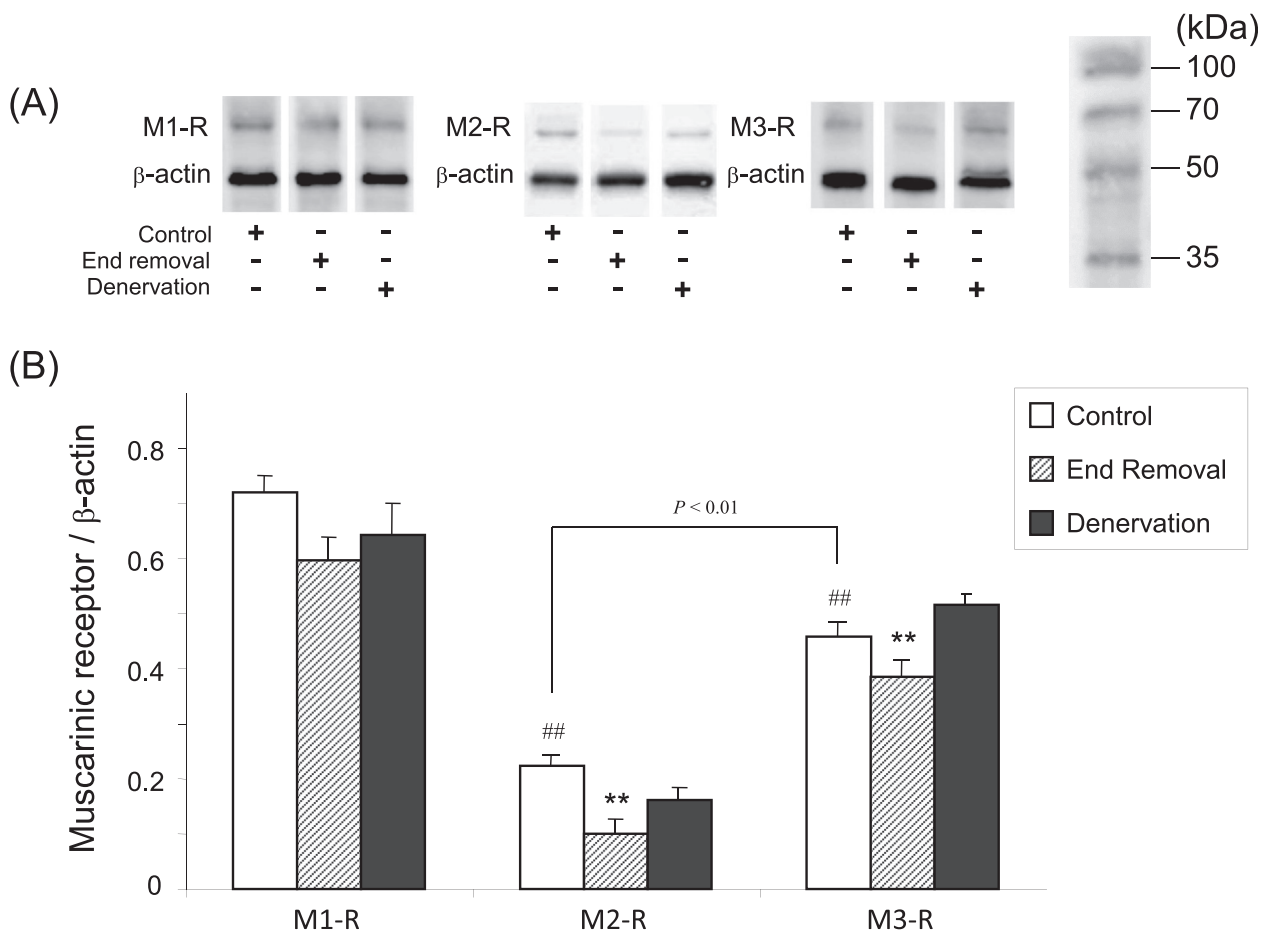 (kDa)
100
70
50
35
(A)
M1-R
β-actin
M2-R
β-actin
M3-R
β-actin
Control + - - + - - + - -
End removal - + - - + - - + -
Denervation - - + - - + - - +
(B)
Muscarinic receptor / β-actin
0.8
0.6
0.4
0.2
0
P < 0.01
##
**
##
**
M1-R
M2-R
M3-R
Control
End Removal
Denervation